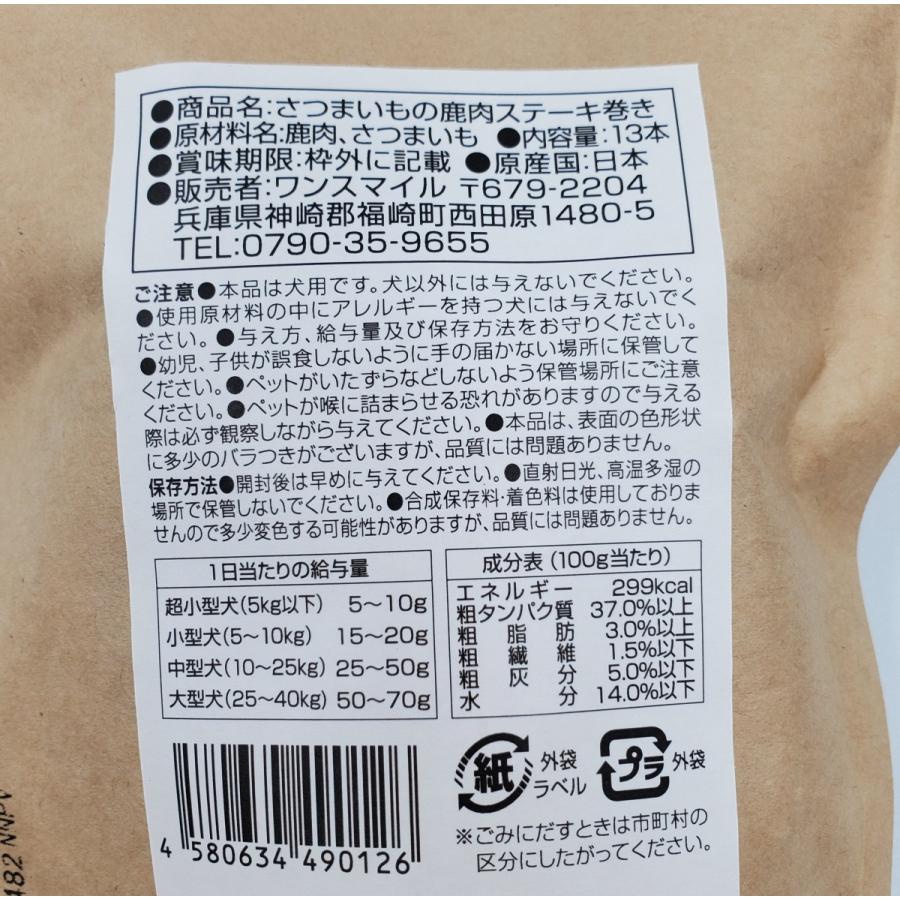 ●商品名:さつまいもの鹿肉ステーキ巻き
●原材料名:鹿肉、さつまいも ●内容量:13本
●賞味期限:枠外に記載 ●原産国:日本
●販売者:ワンスマイル 〒679-2204
兵庫県神崎郡福崎町西田原1480-5
TEL:0790-35-9655
ご注意●本品は犬用です。犬以外には与えないでください。
●使用原材料の中にアレルギーを持つ犬には与えないでく
ださい。●与え方、給与量及び保存方法をお守りください。
●幼児、子供が誤食しないように手の届かない場所に保管して
ください。●ペットがいたずらなどしないよう保管場所にご注意
ください。●ペットが喉に詰まらせる恐れがありますので与える
際は必ず観察しながら与えてください。●本品は、表面の色形状
に多少のバラつきがございますが、品質には問題ありません。
保存方法●開封後は早めに与えてください。●直射日光、高温多湿の
場所で保管しないでください。●合成保存料・着色料は使用しておりま
せんので多少変色する可能性がありますが、品質には問題ありません。
1日当たりの給与量
超小型犬(5kg以下) 5～10g
小型犬(5～10kg) 15～20g
中型犬(10～25kg) 25～50g
大型犬(25～40kg) 50～70g
成分表(100g当たり)
エネルギー 299kcal
粗タンパク質 37.0%以上
粗脂肪 3.0%以上
粗繊維 1.5%以下
粗灰分 5.0%以下
水分 14.0%以下
紙 外袋
ラベル
プラ 外袋
※ごみにだすときは市町村の
区分にしたがってください。
4 580634 490126
482 NNPV